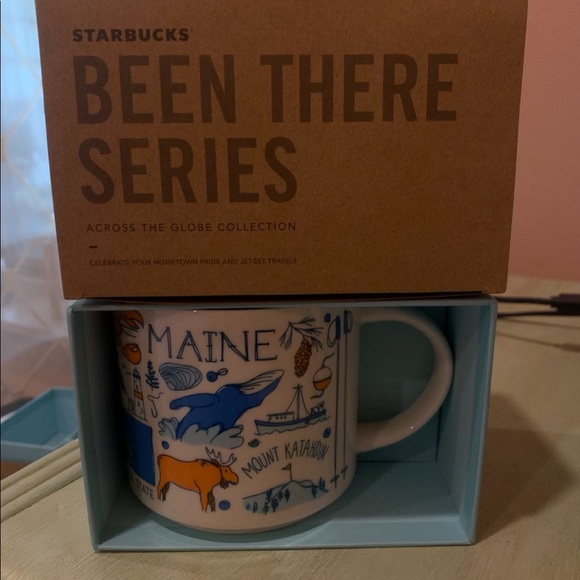 STARBUCKS®
BEEN THERE
SERIES
ACROSS THE GLOBE COLLECTION
CELEBRATE YOUR HOMETOWN PRIDE AND JET-SET TRAVELS
MAINE
MOUNT KATAHDIN
STATE